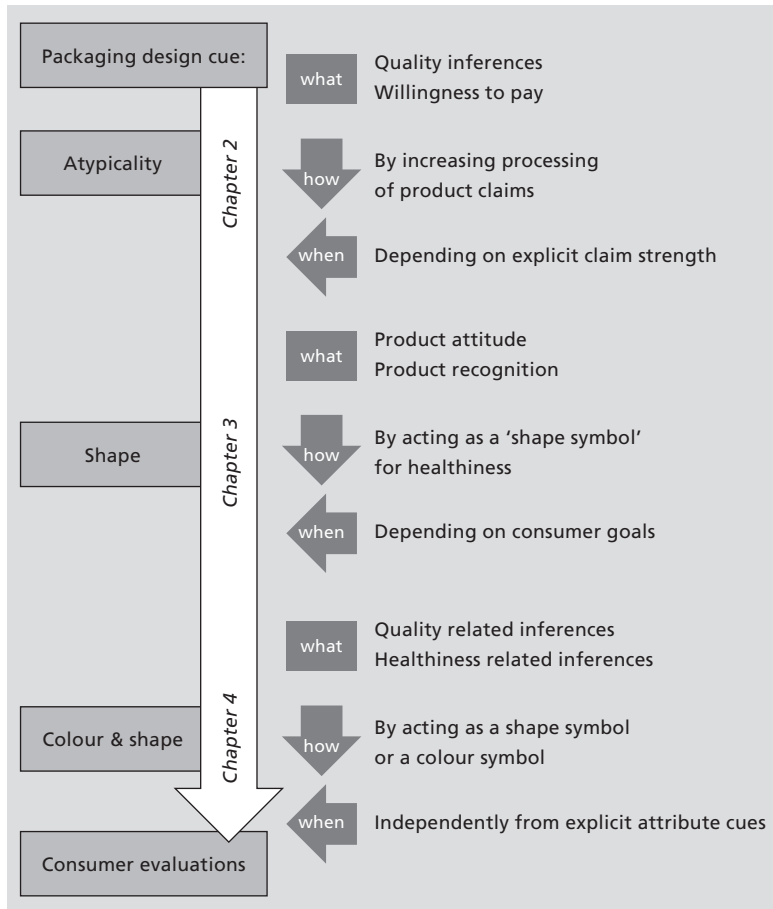 Packaging design cue:
what
Quality inferences
Willingness to pay
Atypicality
Chapter 2
how
By increasing processing
of product claims
when
Depending on explicit claim strength
what
Product attitude
Product recognition
Shape
Chapter 3
how
By acting as a ‘shape symbol’
for healthiness
when
Depending on consumer goals
what
Quality related inferences
Healthiness related inferences
Colour & shape
Chapter 4
how
By acting as a shape symbol
or a colour symbol
when
Independently from explicit attribute cues
Consumer evaluations